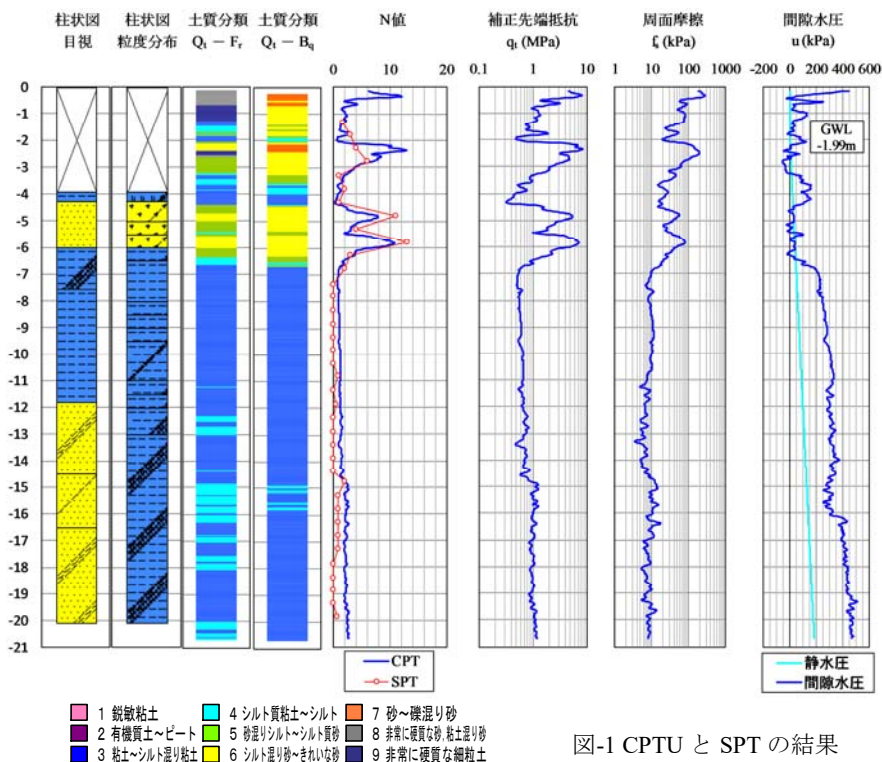 柱状図 柱状図 土質分類 土質分類 N値 補正先端抵抗 周面摩擦 間隙水圧
目視 粒度分布 Qt − Fr Qt − Bq qt (MPa) fs (kPa) u (kPa)
0 10 20 0.1 1 10 1 10 100 1000 -200 0 200 400 600
0
-1
-2
-3
-4
-5
-6
-7
-8
-9
-10
-11
-12
-13
-14
-15
-16
-17
-18
-19
-20
-21
GWL
-1.99m
CPT
SPT
静水圧
間隙水圧
1 鋭敏粘土 4 シルト質粘土~シルト 7 砂~礫混り砂
2 有機質土~ピート 5 砂混りシルト~シルト質砂 8 非常に硬質な砂,粘土混り砂
3 粘土~シルト混り粘土 6 シルト混り砂~きれいな砂 9 非常に硬質な細粒土
図-1 CPTU と SPT の結果